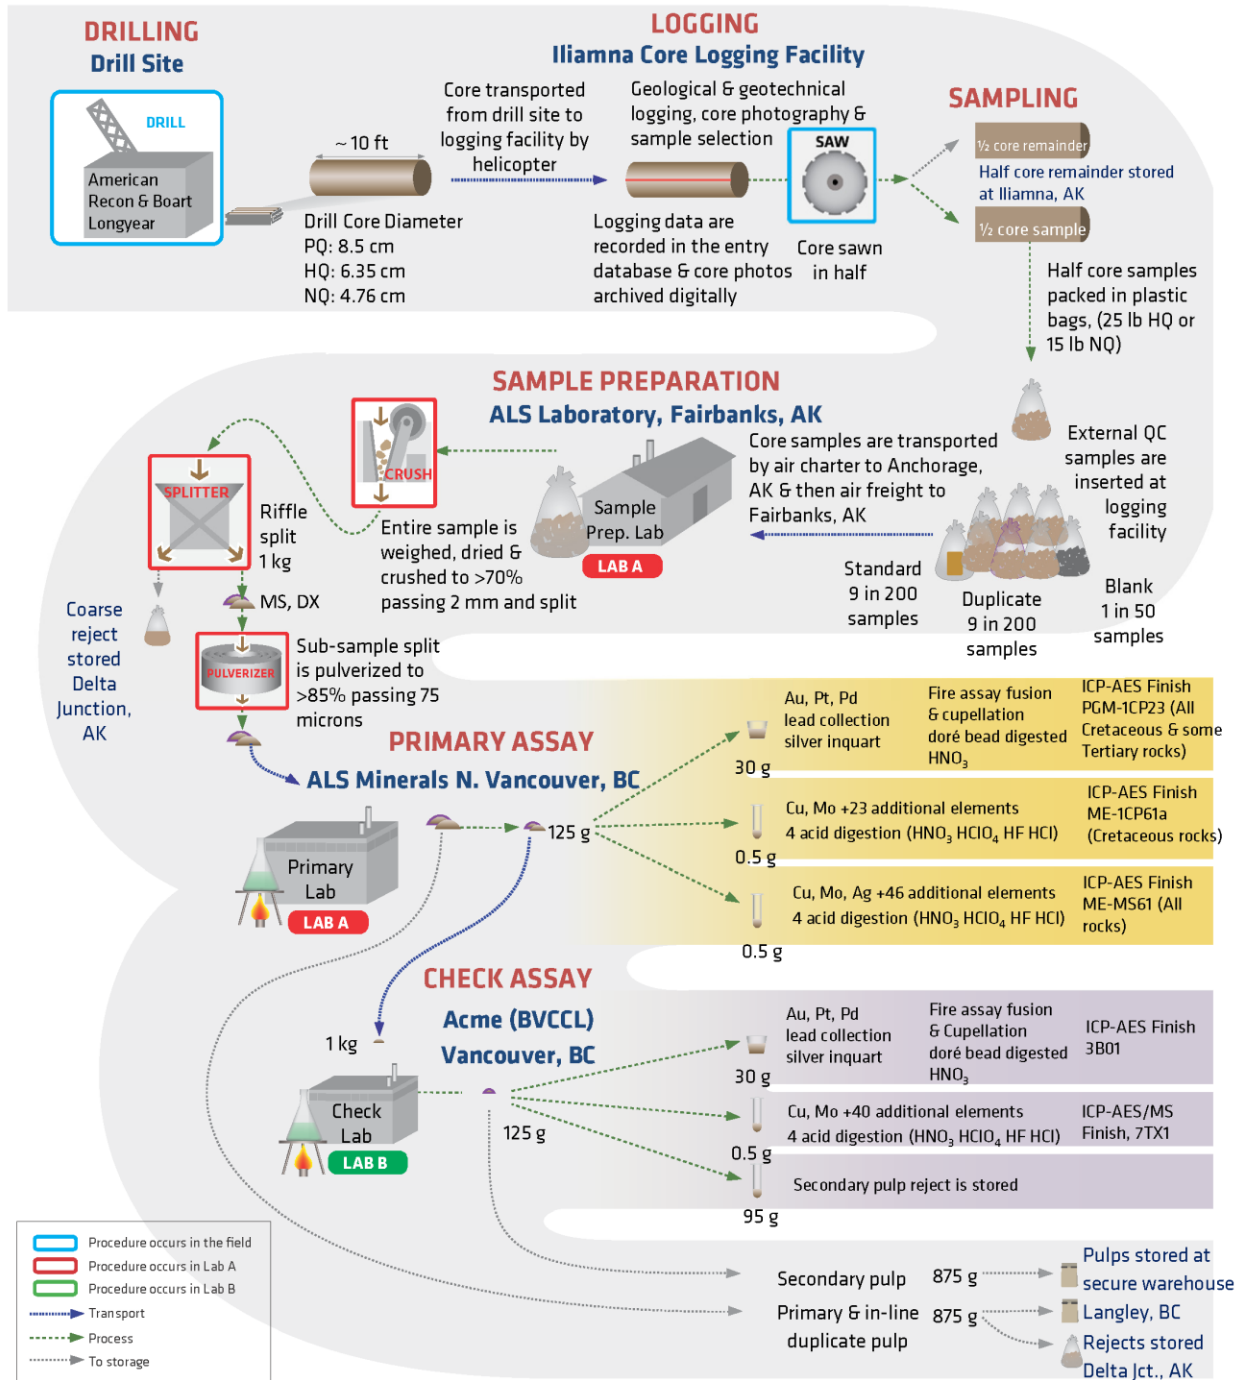 DRILLING
Drill Site
DRILL
American
Recon & Boart
Longyear
~ 10 ft
Drill Core Diameter
PQ: 8.5 cm
HQ: 6.35 cm
NQ: 4.76 cm
Core transported
from drill site to
logging facility by
helicopter
LOGGING
Iliamna Core Logging Facility
Geological & geotechnical
logging, core photography &
sample selection
SAW
Logging data are
recorded in the entry
database & core photos
archived digitally
Core sawn
in half
SAMPLING
½ core remainder
Half core remainder stored
at Iliamna, AK
½ core sample
Half core samples
packed in plastic
bags, (25 lb HQ or
15 lb NQ)
External QC
samples are
inserted at
logging
facility
Standard
9 in 200
samples
Duplicate
9 in 200
samples
Blank
1 in 50
samples
Core samples are transported
by air charter to Anchorage,
AK & then air freight to
Fairbanks, AK
SAMPLE PREPARATION
ALS Laboratory, Fairbanks, AK
Sample
Prep. Lab
LAB A
CRUSH
Entire sample is
weighed, dried &
crushed to >70%
passing 2 mm and split
SPLITTER
Riffle
split
1 kg
MS, DX
Coarse
reject
stored
Delta
Junction,
AK
PULVERIZER
Sub-sample split
is pulverized to
>85% passing 75
microns
PRIMARY ASSAY
ALS Minerals N. Vancouver, BC
Primary
Lab
LAB A
125 g
30 g
Au, Pt, Pd
lead collection
silver inquart
Fire assay fusion
& cupellation
doré bead digested
HNO₃
ICP-AES Finish
PGM-1CP23 (All
Cretaceous & some
Tertiary rocks)
0.5 g
Cu, Mo +23 additional elements
4 acid digestion (HNO₃ HClO₄ HF HCl)
ICP-AES Finish
ME-1CP61a
(Cretaceous rocks)
0.5 g
Cu, Mo, Ag +46 additional elements
4 acid digestion (HNO₃ HClO₄ HF HCl)
ICP-AES Finish
ME-MS61 (All
rocks)
CHECK ASSAY
Acme (BVCCL)
Vancouver, BC
1 kg
Check
Lab
LAB B
125 g
30 g
Au, Pt, Pd
lead collection
silver inquart
Fire assay fusion
& Cupellation
doré bead digested
HNO₃
ICP-AES Finish
3B01
0.5 g
Cu, Mo +40 additional elements
4 acid digestion (HNO₃ HClO₄ HF HCl)
ICP-AES/MS
Finish, 7TX1
95 g
Secondary pulp reject is stored
Secondary pulp
875 g
Pulps stored at
secure warehouse
Langley, BC
Primary & in-line
duplicate pulp
875 g
Rejects stored
Delta Jct., AK
Procedure occurs in the field
Procedure occurs in Lab A
Procedure occurs in Lab B
Transport
Process
To storage